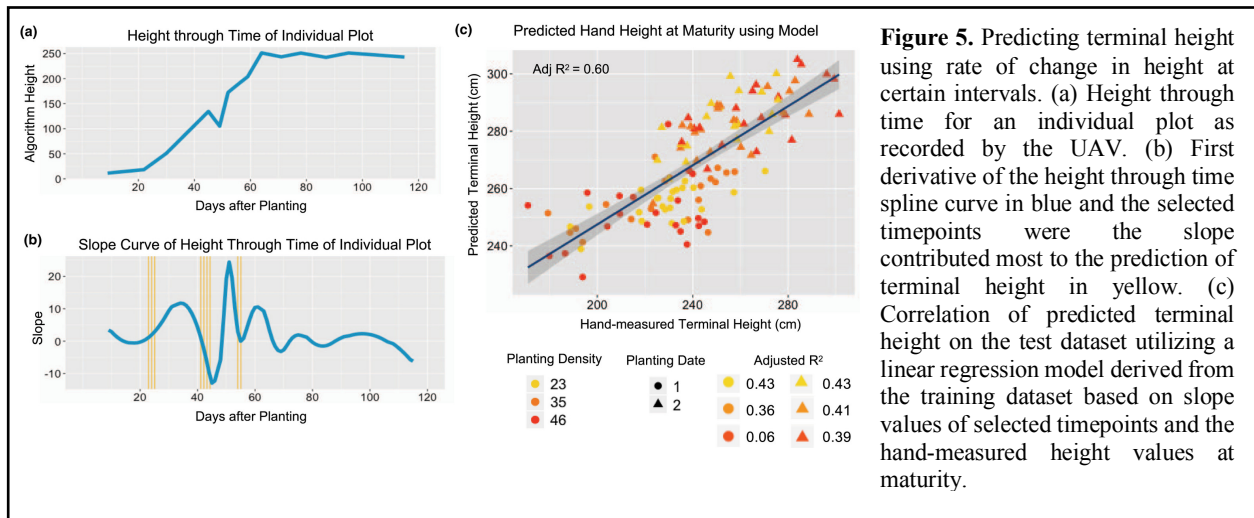 (a)
Height through Time of Individual Plot
Algorithm Height
250
200
150
100
50
0
0 20 40 60 80 100 120
Days after Planting
(b)
Slope Curve of Height Through Time of Individual Plot
Slope
20
10
0
-10
20 40 60 80 100 120
Days after Planting
(c)
Predicted Hand Height at Maturity using Model
Adj R² = 0.60
Predicted Terminal Height (cm)
300
280
260
240
200 240 280
Hand-measured Terminal Height (cm)
Planting Density
23
35
46
Planting Date
1
2
Adjusted R²
0.43 0.43
0.36 0.41
0.06 0.39
Figure 5. Predicting terminal height
using rate of change in height at
certain intervals. (a) Height through
time for an individual plot as
recorded by the UAV. (b) First
derivative of the height through time
spline curve in blue and the selected
timepoints were the slope
contributed most to the prediction of
terminal height in yellow. (c)
Correlation of predicted terminal
height on the test dataset utilizing a
linear regression model derived from
the training dataset based on slope
values of selected timepoints and the
hand-measured height values at
maturity.